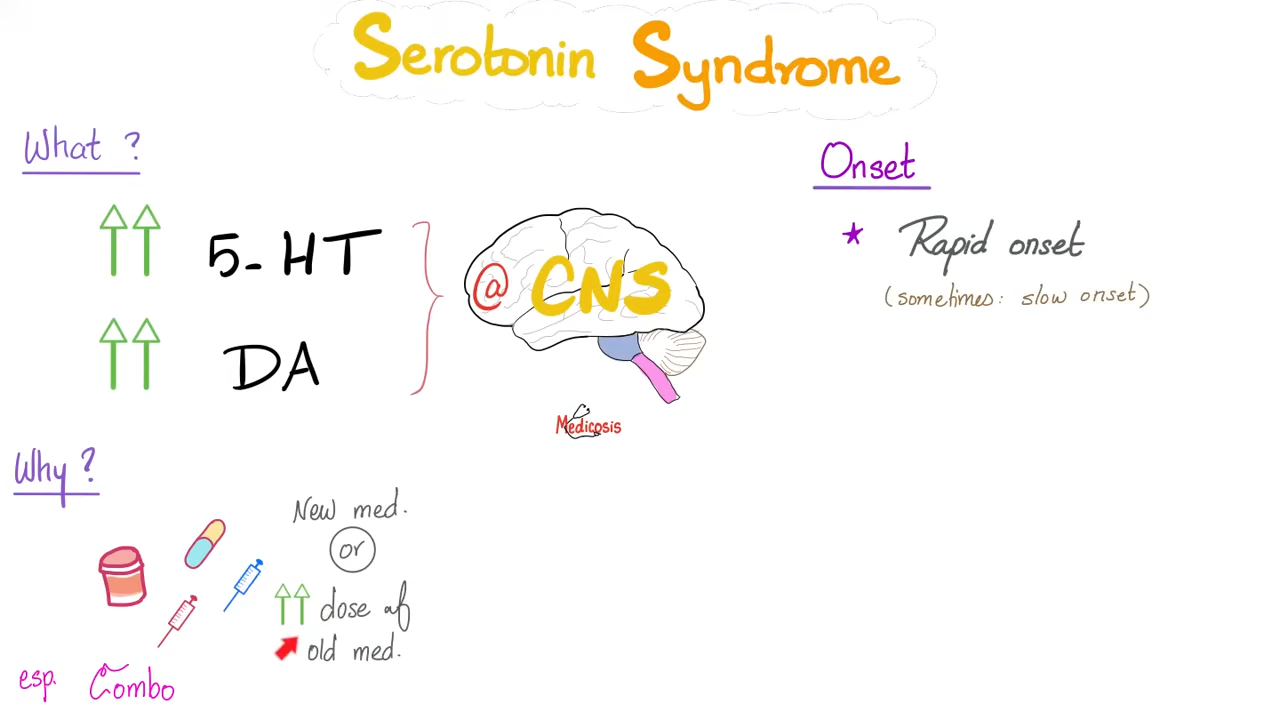 Serotonin Syndrome
What ?
5-HT
DA
@ CNS
Medicosis
Why ?
New med.
or
dose of
old med.
esp. Combo
Onset
Rapid onset
(sometimes: slow onset)